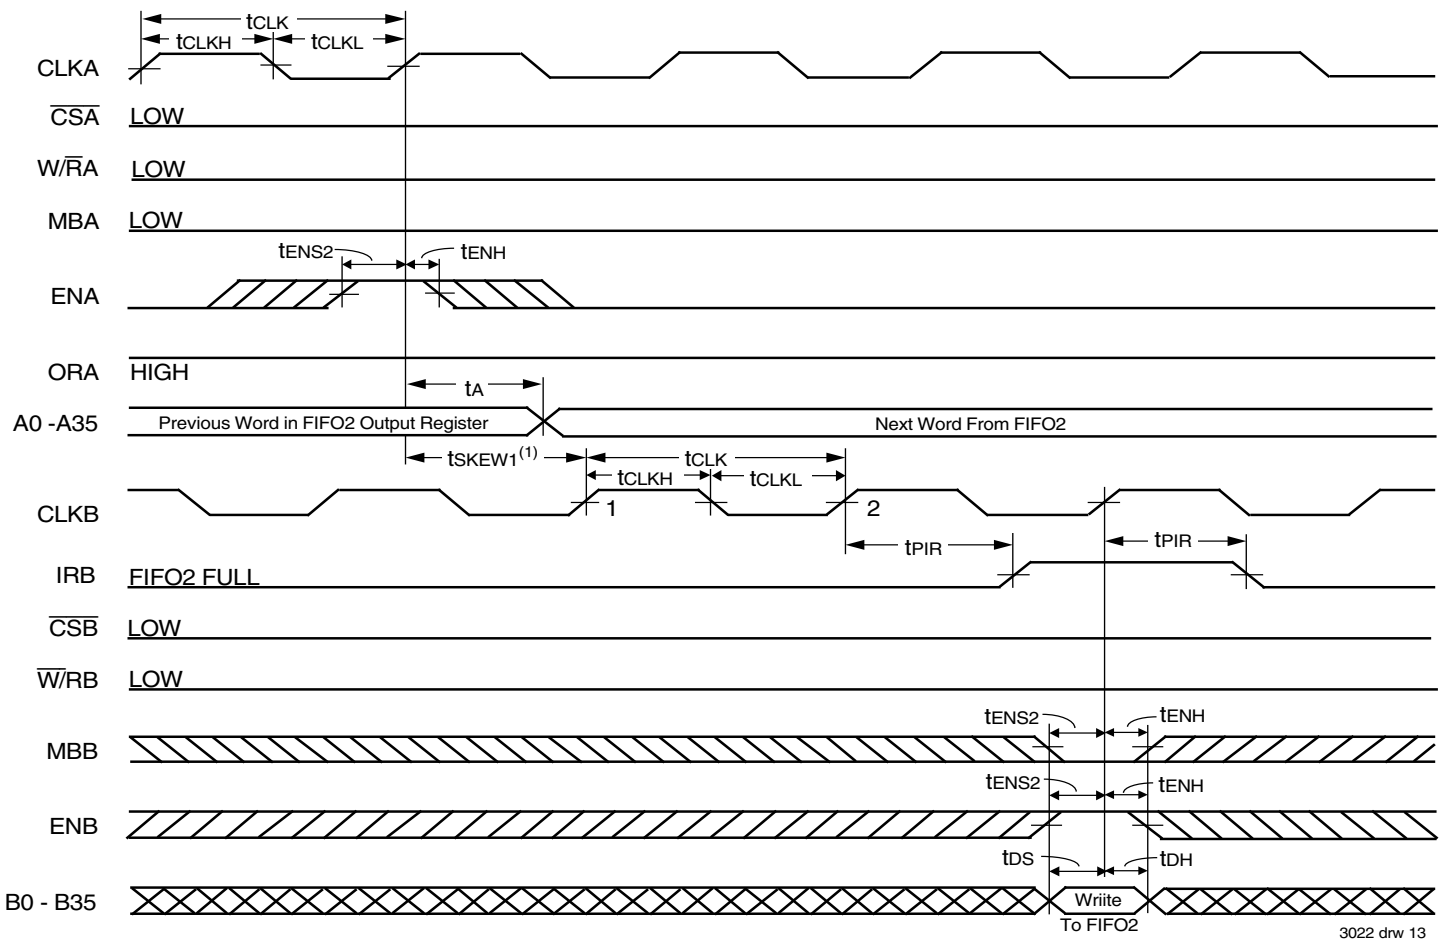 tCLK
tCLKH tCLKL
CLKA
CSA LOW
W/RA LOW
MBA LOW
tENS2 tENH
ENA
ORA HIGH
tA
A0 -A35 Previous Word in FIFO2 Output Register Next Word From FIFO2
tSKEW1(1) tCLK
tCLKH tCLKL
CLKB 1 2
tPIR tPIR
IRB FIFO2 FULL
CSB LOW
W/RB LOW
tENS2 tENH
MBB
tENS2 tENH
ENB
tDS tDH
B0 - B35 Wriite
To FIFO2
3022 drw 13